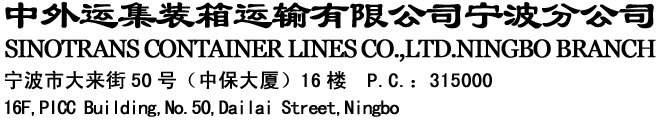 中外运集装箱运输有限公司宁波分公司
SINOTRANS CONTAINER LINES CO.,LTD.NINGBO BRANCH
宁波市大来街50号（中保大厦）16楼 P.C.：315000
16F,PICC Building,No.50,Dailai Street,Ningbo